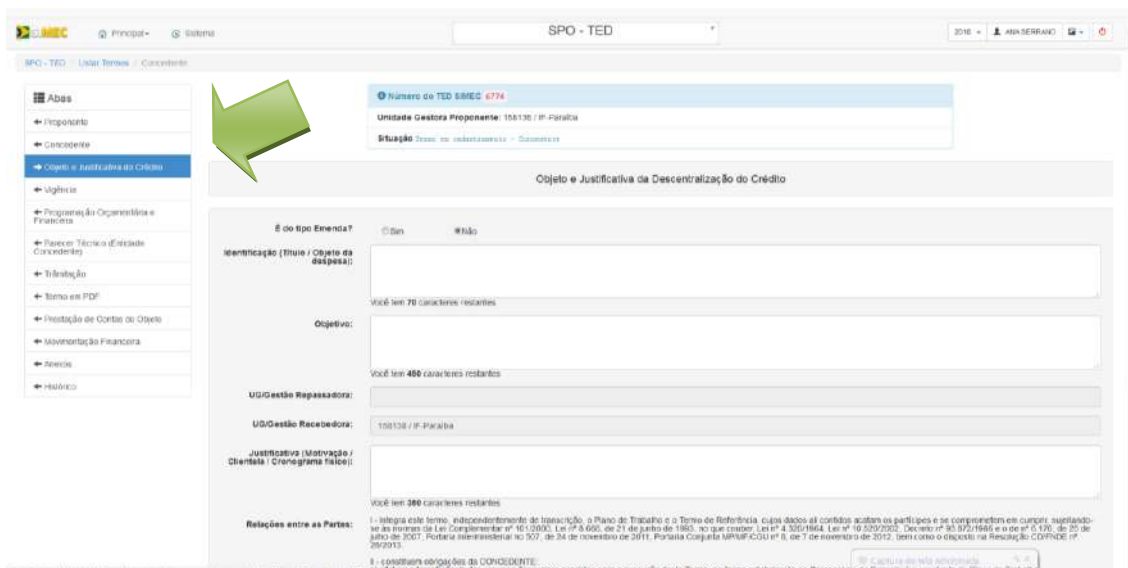 SIMEC Principal Sistema SPO - TED 2016 ANA SERRANO
SPO - TED / Listar Termos / Concedente
Abas
Proponente
Concedente
Objeto e Justificativa do Crédito
Vigência
Programação Orçamentária e
Financeira
Parecer Técnico (Entidade
Concedente)
Trâmitação
Termo em PDF
Prestação de Contas do Objeto
Movimentação Financeira
Anexos
Histórico
Número do TED SIMEC 6774
Unidade Gestora Proponente: 158138 / IF-Paraíba
Situação Termo em cadastramento -
Objeto e Justificativa da Descentralização do Crédito
É do tipo Emenda? Sim Não
Identificação (Título / Objeto da
despesa):
Você tem 70 caracteres restantes
Objetivo:
Você tem 450 caracteres restantes
UG/Gestão Repassadora:
UG/Gestão Recebedora: 158138 / IF-Paraíba
Justificativa (Motivação /
Clientela / Cronograma físico):
Você tem 380 caracteres restantes
Relações entre as Partes: I - Integra este termo, independentemente de transcrição, o Plano de Trabalho e o Termo de Referência, cujos dados ali contidos acatam os partícipes e se comprometem em cumprir, sujeitando-
se às normas da Lei Complementar nº 101/2000, Lei nº 8.666, de 21 de junho de 1993, no que couber, Lei nº 4.320/1964, Lei nº 10.520/2002, Decreto nº 93.872/1986 e o de nº 6.170, de 25 de
julho de 2007, Portaria Interministerial no 507, de 24 de novembro de 2011, Portaria Conjunta MP/MF/CGU nº 8, de 7 de novembro de 2012, bem como o disposto na Resolução CD/FNDE nº
28/2013.
II - constituem obrigações da CONCEDENTE:
Captura de tela adicionada